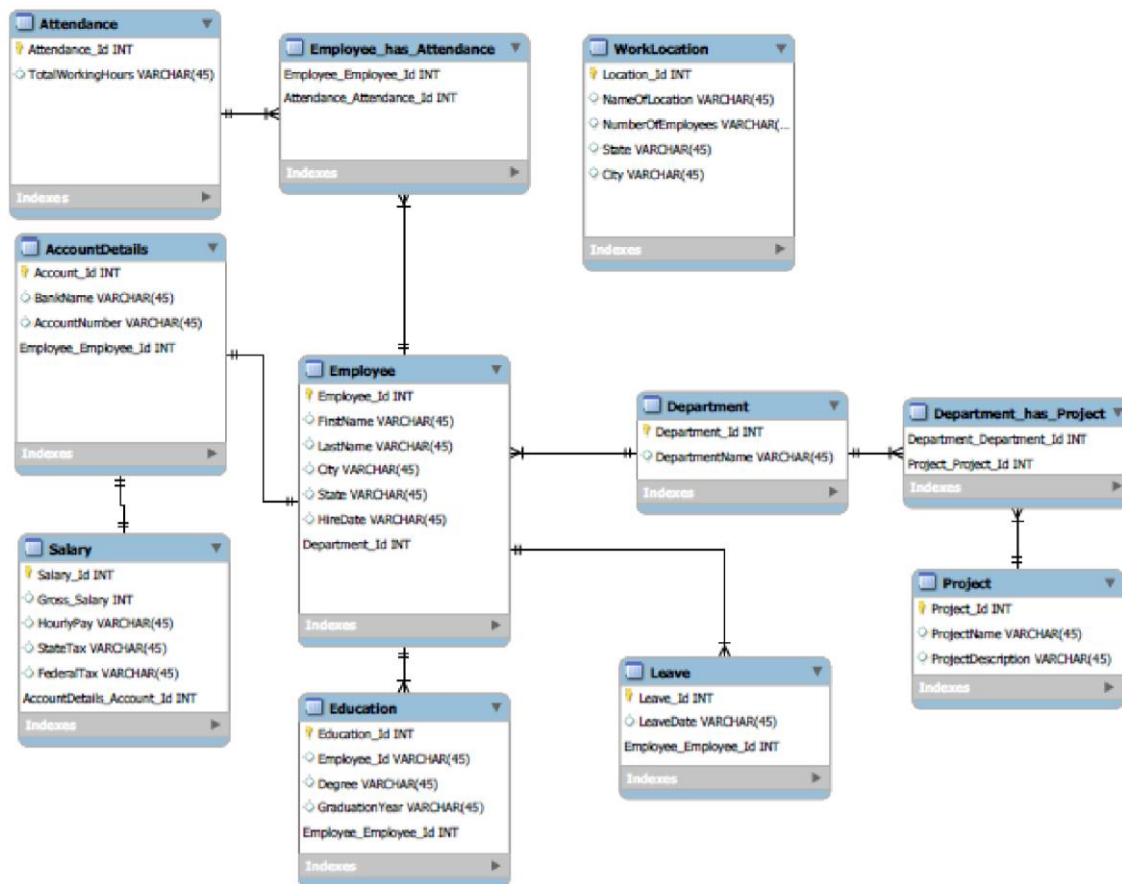 Attendance
Attendance_Id INT
TotalWorkingHours VARCHAR(45)
Indexes
Employee_has_Attendance
Employee_Employee_Id INT
Attendance_Attendance_Id INT
Indexes
WorkLocation
Location_Id INT
NameOfLocation VARCHAR(45)
NumberOfEmployees VARCHAR(...
State VARCHAR(45)
City VARCHAR(45)
Indexes
AccountDetails
Account_Id INT
BankName VARCHAR(45)
AccountNumber VARCHAR(45)
Employee_Employee_Id INT
Indexes
Employee
Employee_Id INT
FirstName VARCHAR(45)
LastName VARCHAR(45)
City VARCHAR(45)
State VARCHAR(45)
HireDate VARCHAR(45)
Department_Id INT
Indexes
Department
Department_Id INT
DepartmentName VARCHAR(45)
Indexes
Department_has_Project
Department_Department_Id INT
Project_Project_Id INT
Indexes
Salary
Salary_Id INT
Gross_Salary INT
HourlyPay VARCHAR(45)
StateTax VARCHAR(45)
FederalTax VARCHAR(45)
AccountDetails_Account_Id INT
Indexes
Education
Education_Id INT
Employee_Id VARCHAR(45)
Degree VARCHAR(45)
GraduationYear VARCHAR(45)
Employee_Employee_Id INT
Indexes
Leave
Leave_Id INT
LeaveDate VARCHAR(45)
Employee_Employee_Id INT
Indexes
Project
Project_Id INT
ProjectName VARCHAR(45)
ProjectDescription VARCHAR(45)
Indexes